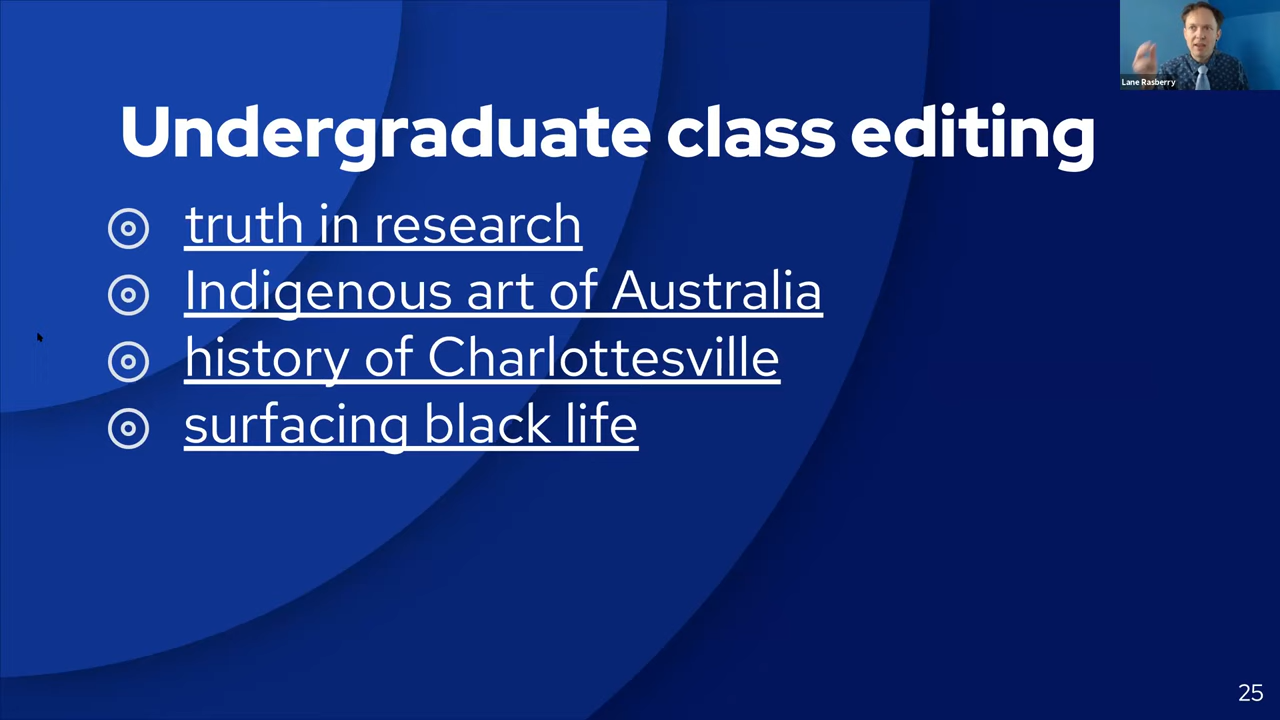 Lane Rasberry
Undergraduate class editing
truth in research
Indigenous art of Australia
history of Charlottesville
surfacing black life
25